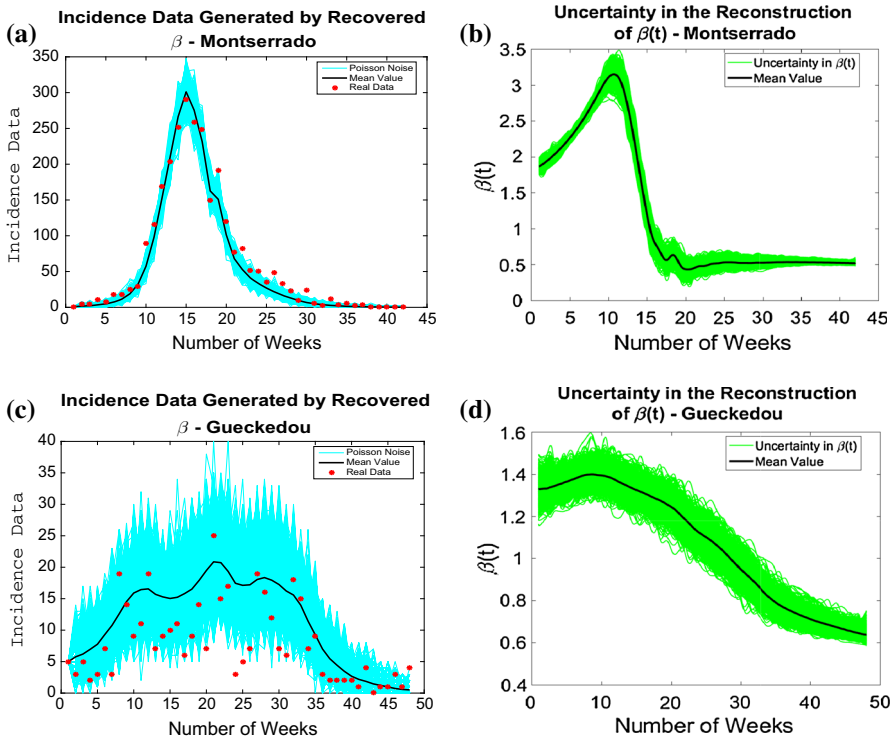 (a)
Incidence Data Generated by Recovered
β - Montserrado
Poisson Noise
Mean Value
Real Data
Incidence Data
350
300
250
200
150
100
50
0
0 5 10 15 20 25 30 35 40 45
Number of Weeks
(b)
Uncertainty in the Reconstruction
of β(t) - Montserrado
Uncertainty in β(t)
Mean Value
β(t)
3.5
3
2.5
2
1.5
1
0.5
0
0 5 10 15 20 25 30 35 40 45
Number of Weeks
(c)
Incidence Data Generated by Recovered
β - Gueckedou
Poisson Noise
Mean Value
Real Data
Incidence Data
40
35
30
25
20
15
10
5
0
0 5 10 15 20 25 30 35 40 45 50
Number of Weeks
(d)
Uncertainty in the Reconstruction
of β(t) - Gueckedou
Uncertainty in β(t)
Mean Value
β(t)
1.6
1.4
1.2
1
0.8
0.6
0.4
0 10 20 30 40 50
Number of Weeks